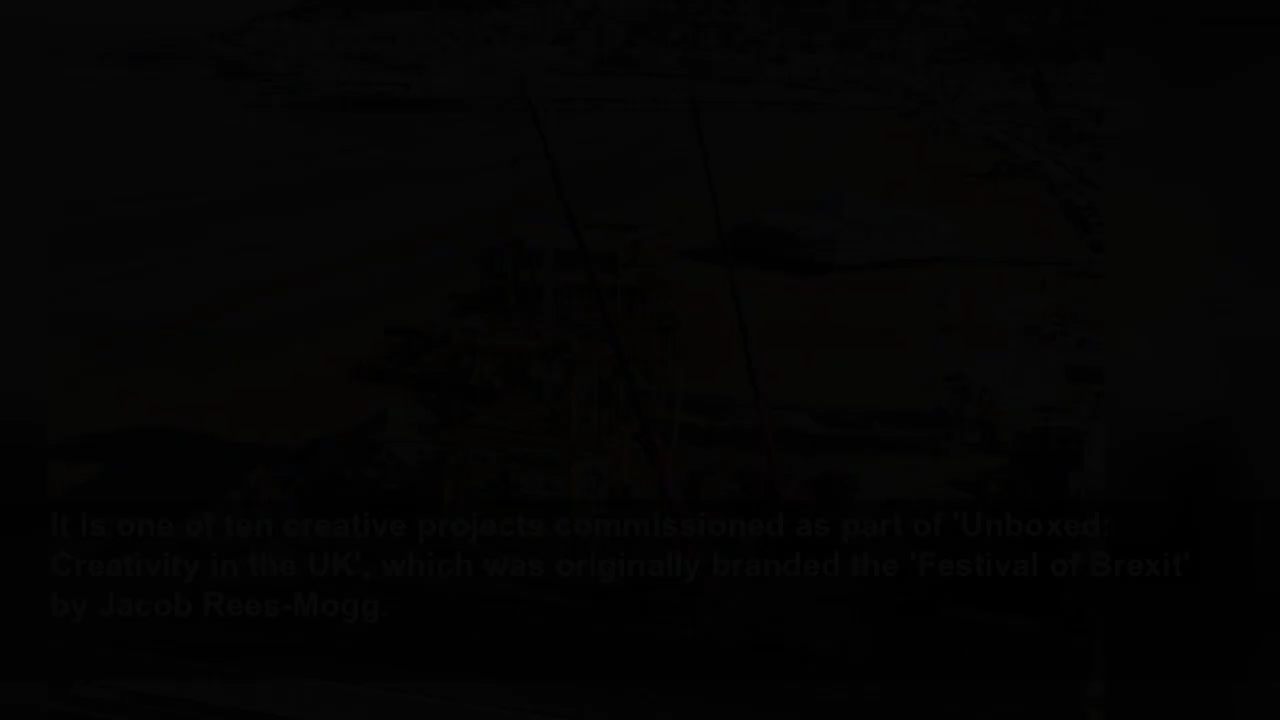 It is one of ten creative projects commissioned as part of 'Unboxed:
Creativity in the UK', which was originally branded the 'Festival of Brexit'
by Jacob Rees-Mogg.